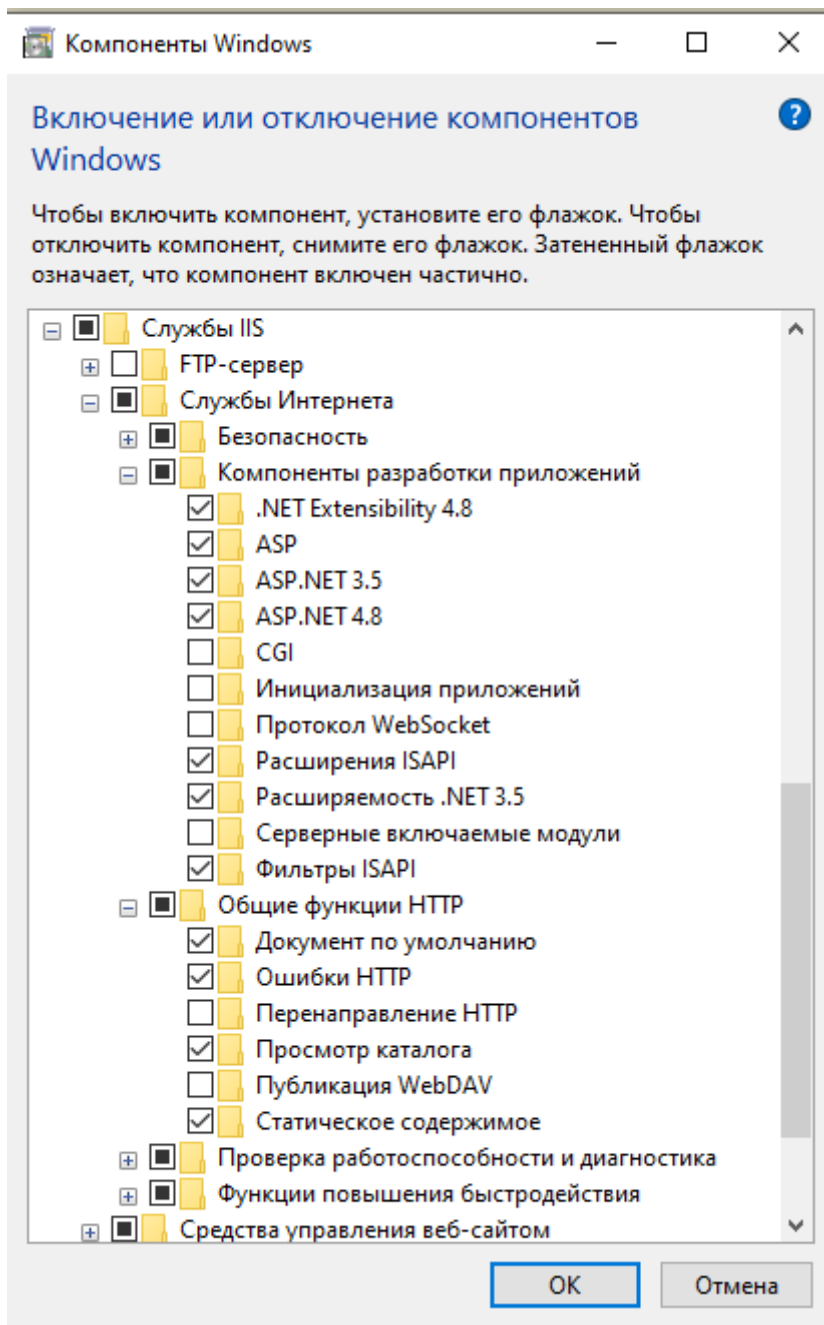 Компоненты Windows
Включение или отключение компонентов
Windows
Чтобы включить компонент, установите его флажок. Чтобы
отключить компонент, снимите его флажок. Затененный флажок
означает, что компонент включен частично.
Службы IIS
FTP-сервер
Службы Интернета
Безопасность
Компоненты разработки приложений
.NET Extensibility 4.8
ASP
ASP.NET 3.5
ASP.NET 4.8
CGI
Инициализация приложений
Протокол WebSocket
Расширения ISAPI
Расширяемость .NET 3.5
Серверные включаемые модули
Фильтры ISAPI
Общие функции HTTP
Документ по умолчанию
Ошибки HTTP
Перенаправление HTTP
Просмотр каталога
Публикация WebDAV
Статическое содержимое
Проверка работоспособности и диагностика
Функции повышения быстродействия
Средства управления веб-сайтом
ОК Отмена